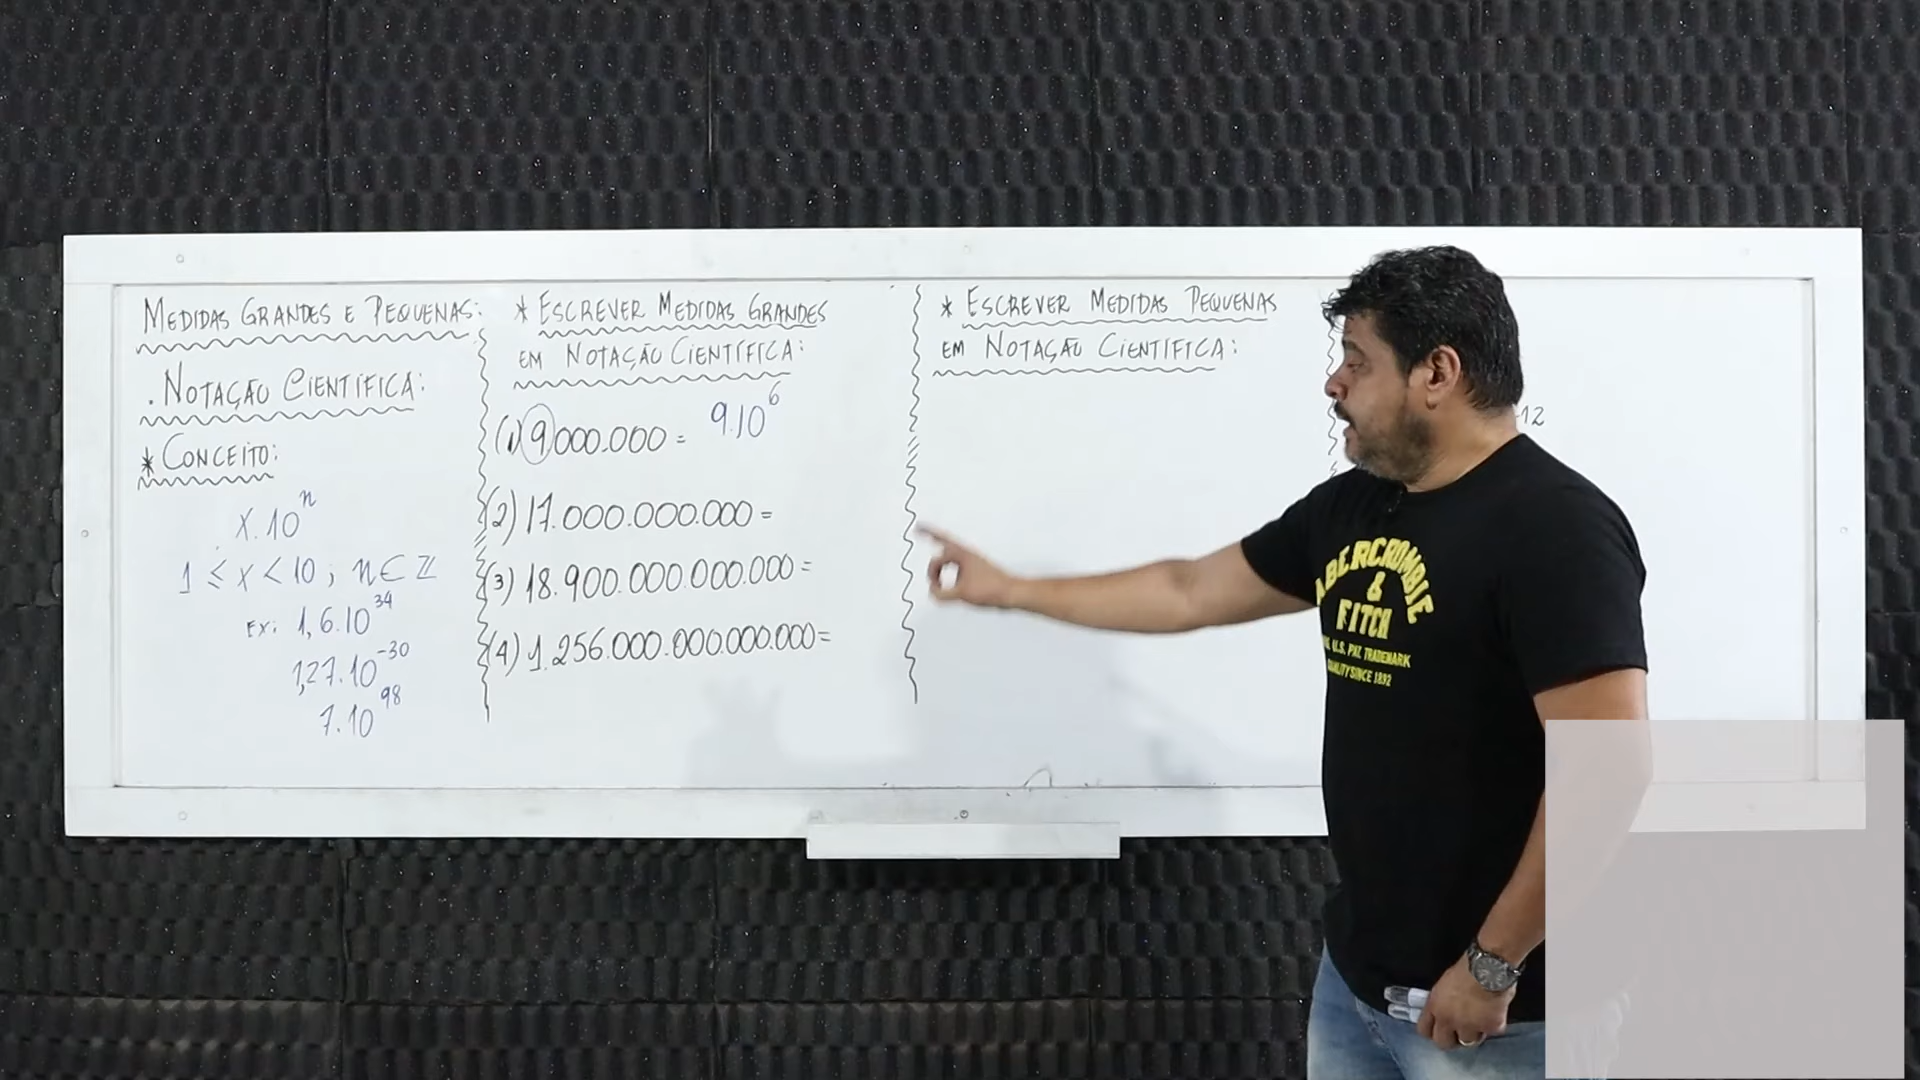 MEDIDAS GRANDES E PEQUENAS:
. NOTAÇÃO CIENTÍFICA:
* CONCEITO:
X.10^n
1 ≤ x < 10 ; n ∈ ℤ
EX: 1,6.10^34
1,27.10^-30
7.10^98
* ESCREVER MEDIDAS GRANDES
EM NOTAÇÃO CIENTÍFICA:
(1) 9000.000 = 9.10^6
(2) 17.000.000.000 =
(3) 18.900.000.000.000 =
(4) 1.256.000.000.000.000 =
* ESCREVER MEDIDAS PEQUENAS
EM NOTAÇÃO CIENTÍFICA:
-12
ABERCROMBIE
&
FITCH
U.S. PAT. TRADEMARK
QUALITY SINCE 1892